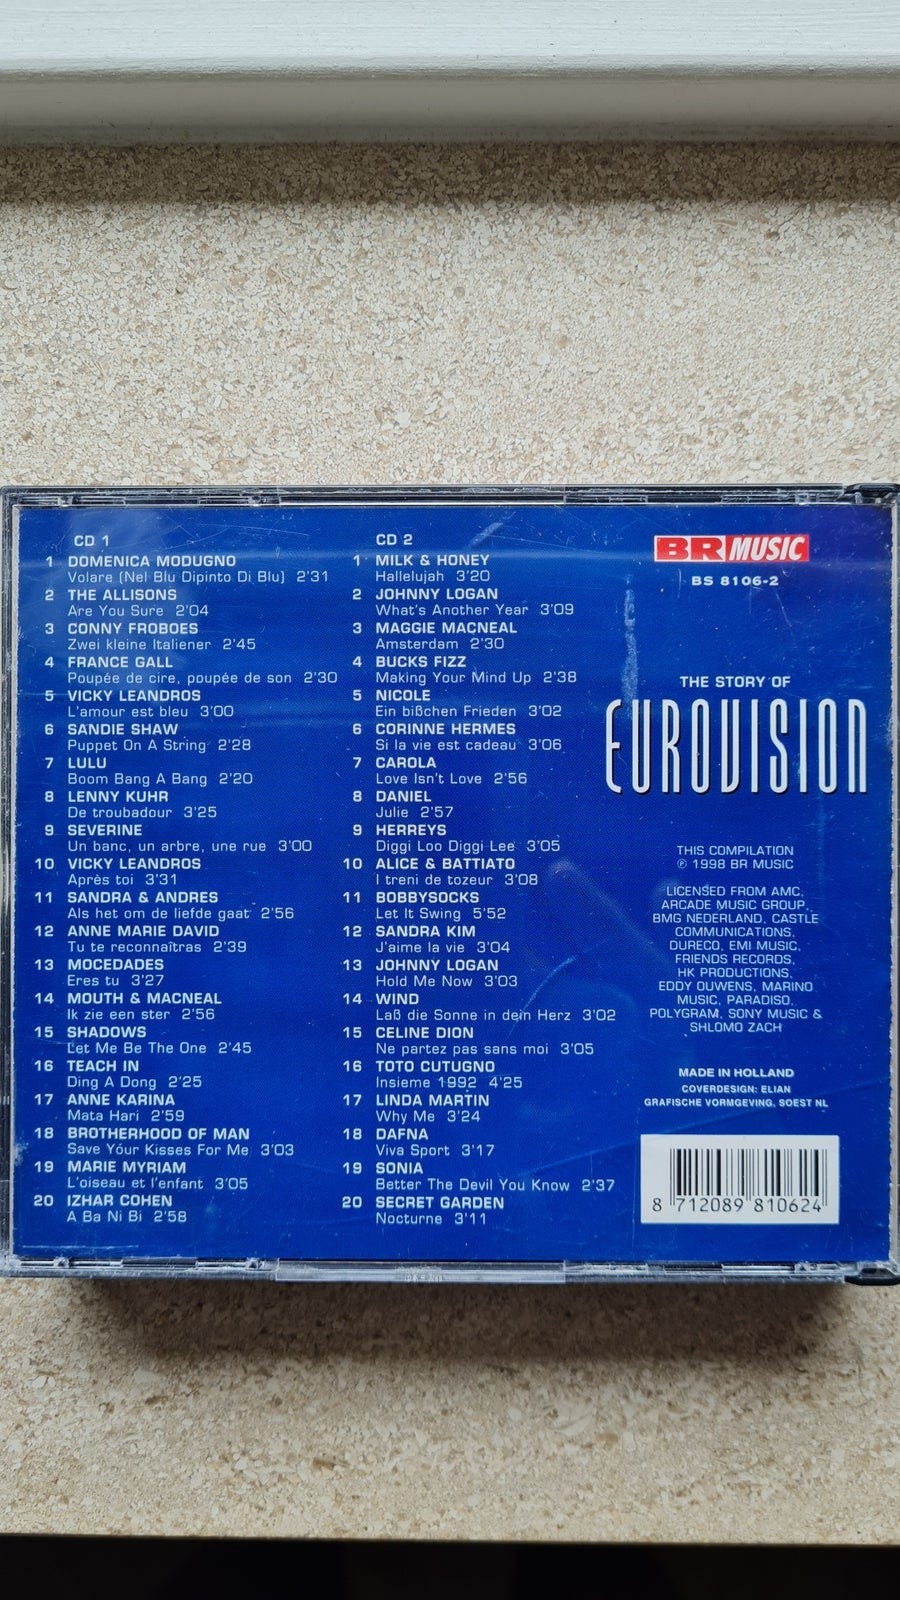 CD 1
1 DOMENICA MODUGNO
Volare (Nel Blu Dipinto Di Blu) 2'31
2 THE ALLISONS
Are You Sure 2'04
3 CONNY FROBOES
Zwei kleine Italiener 2'45
4 FRANCE GALL
Poupée de cire, poupée de son 2'30
5 VICKY LEANDROS
L'amour est bleu 3'00
6 SANDIE SHAW
Puppet On A String 2'28
7 LULU
Boom Bang A Bang 2'20
8 LENNY KUHR
De troubadour 3'25
9 SEVERINE
Un banc, un arbre, une rue 3'00
10 VICKY LEANDROS
Après toi 3'31
11 SANDRA & ANDRES
Als het om de liefde gaat 2'56
12 ANNE MARIE DAVID
Tu te reconnaîtras 2'39
13 MOCEDADES
Eres tu 3'27
14 MOUTH & MACNEAL
Ik zie een ster 2'56
15 SHADOWS
Let Me Be The One 2'45
16 TEACH IN
Ding A Dong 2'25
17 ANNE KARINA
Mata Hari 2'59
18 BROTHERHOOD OF MAN
Save Your Kisses For Me 3'03
19 MARIE MYRIAM
L'oiseau et l'enfant 3'05
20 IZHAR COHEN
A Ba Ni Bi 2'58
CD 2
1 MILK & HONEY
Hallelujah 3'20
2 JOHNNY LOGAN
What's Another Year 3'09
3 MAGGIE MACNEAL
Amsterdam 2'30
4 BUCKS FIZZ
Making Your Mind Up 2'38
5 NICOLE
Ein bißchen Frieden 3'02
6 CORINNE HERMES
Si la vie est cadeau 3'06
7 CAROLA
Love Isn't Love 2'56
8 DANIEL
Julie 2'57
9 HERREYS
Diggi Loo Diggi Lee 3'05
10 ALICE & BATTIATO
I treni de tozeur 3'08
11 BOBBYSOCKS
Let It Swing 5'52
12 SANDRA KIM
J'aime la vie 3'04
13 JOHNNY LOGAN
Hold Me Now 3'03
14 WIND
Laß die Sonne in dein Herz 3'02
15 CELINE DION
Ne partez pas sans moi 3'05
16 TOTO CUTUGNO
Insieme 1992 4'25
17 LINDA MARTIN
Why Me 3'24
18 DAFNA
Viva Sport 3'17
19 SONIA
Better The Devil You Know 2'37
20 SECRET GARDEN
Nocturne 3'11
BR MUSIC
BS 8106-2
THE STORY OF
EUROVISION
THIS COMPILATION
℗ 1998 BR MUSIC
LICENSED FROM AMC,
ARCADE MUSIC GROUP,
BMG NEDERLAND, CASTLE
COMMUNICATIONS,
DURECO, EMI MUSIC,
FRIENDS RECORDS,
HK PRODUCTIONS,
EDDY OUWENS, MARINO
MUSIC, PARADISO,
POLYGRAM, SONY MUSIC &
SHLOMO ZACH
MADE IN HOLLAND
COVERDESIGN: ELIAN
GRAFISCHE VORMGEVING, SOEST NL
8 712089 810624